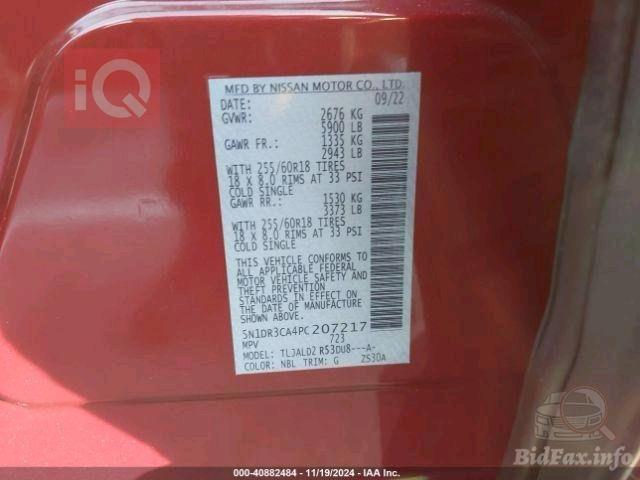 iQ
MFD BY NISSAN MOTOR CO., LTD.
DATE: 09/22
GVWR: 2676 KG
5900 LB
GAWR FR.: 1335 KG
2943 LB
WITH 255/60R18 TIRES
18 X 8.0 RIMS AT 33 PSI
COLD SINGLE
GAWR RR.: 1530 KG
3373 LB
WITH 255/60R18 TIRES
18 X 8.0 RIMS AT 33 PSI
COLD SINGLE
THIS VEHICLE CONFORMS TO
ALL APPLICABLE FEDERAL
MOTOR VEHICLE SAFETY AND
THEFT PREVENTION
STANDARDS IN EFFECT ON
THE DATE OF MANUFACTURE
SHOWN ABOVE.
5N1DR3CA4PC207217
MPV 723
MODEL: TLJALD2 R53DU8---A-
COLOR: NBL TRIM: G ZS30A
000-40882484 - 11/19/2024 - IAA Inc.
BidFax.info